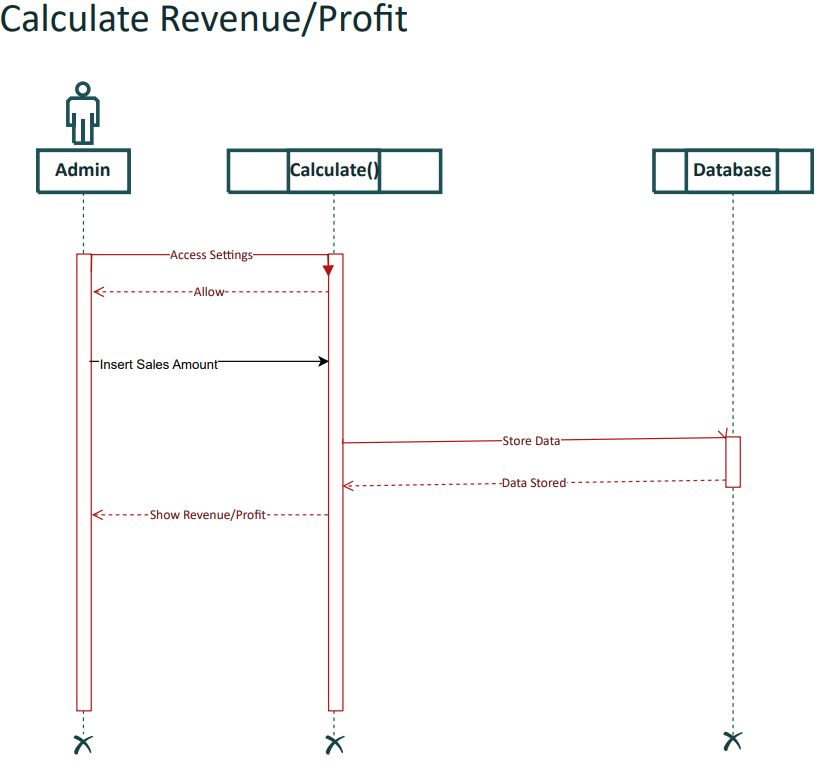 Calculate Revenue/Profit
Admin
Calculate()
Database
Access Settings
Allow
Insert Sales Amount
Store Data
Data Stored
Show Revenue/Profit